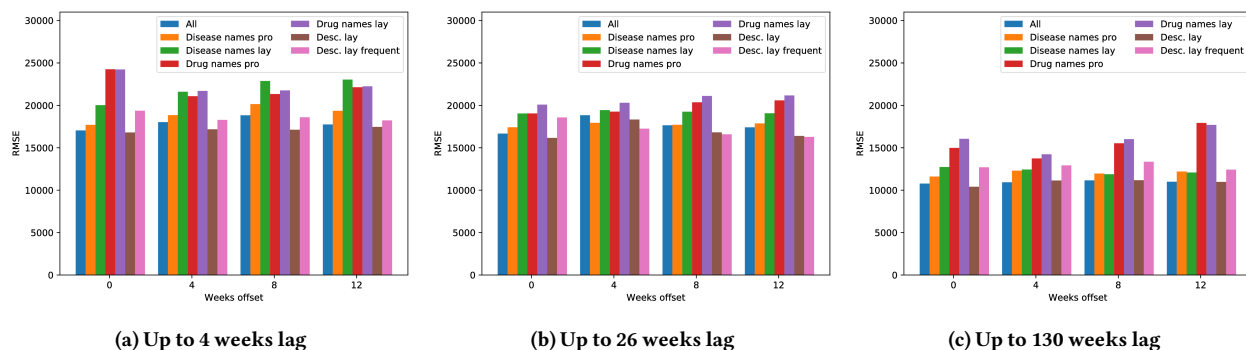 30000
25000
20000
15000
10000
5000
0
RMSE
All
Disease names pro
Disease names lay
Drug names pro
Drug names lay
Desc. lay
Desc. lay frequent
0 4 8 12
Weeks offset
(a) Up to 4 weeks lag
30000
25000
20000
15000
10000
5000
0
RMSE
All
Disease names pro
Disease names lay
Drug names pro
Drug names lay
Desc. lay
Desc. lay frequent
0 4 8 12
Weeks offset
(b) Up to 26 weeks lag
30000
25000
20000
15000
10000
5000
0
RMSE
All
Disease names pro
Disease names lay
Drug names pro
Drug names lay
Desc. lay
Desc. lay frequent
0 4 8 12
Weeks offset
(c) Up to 130 weeks lag